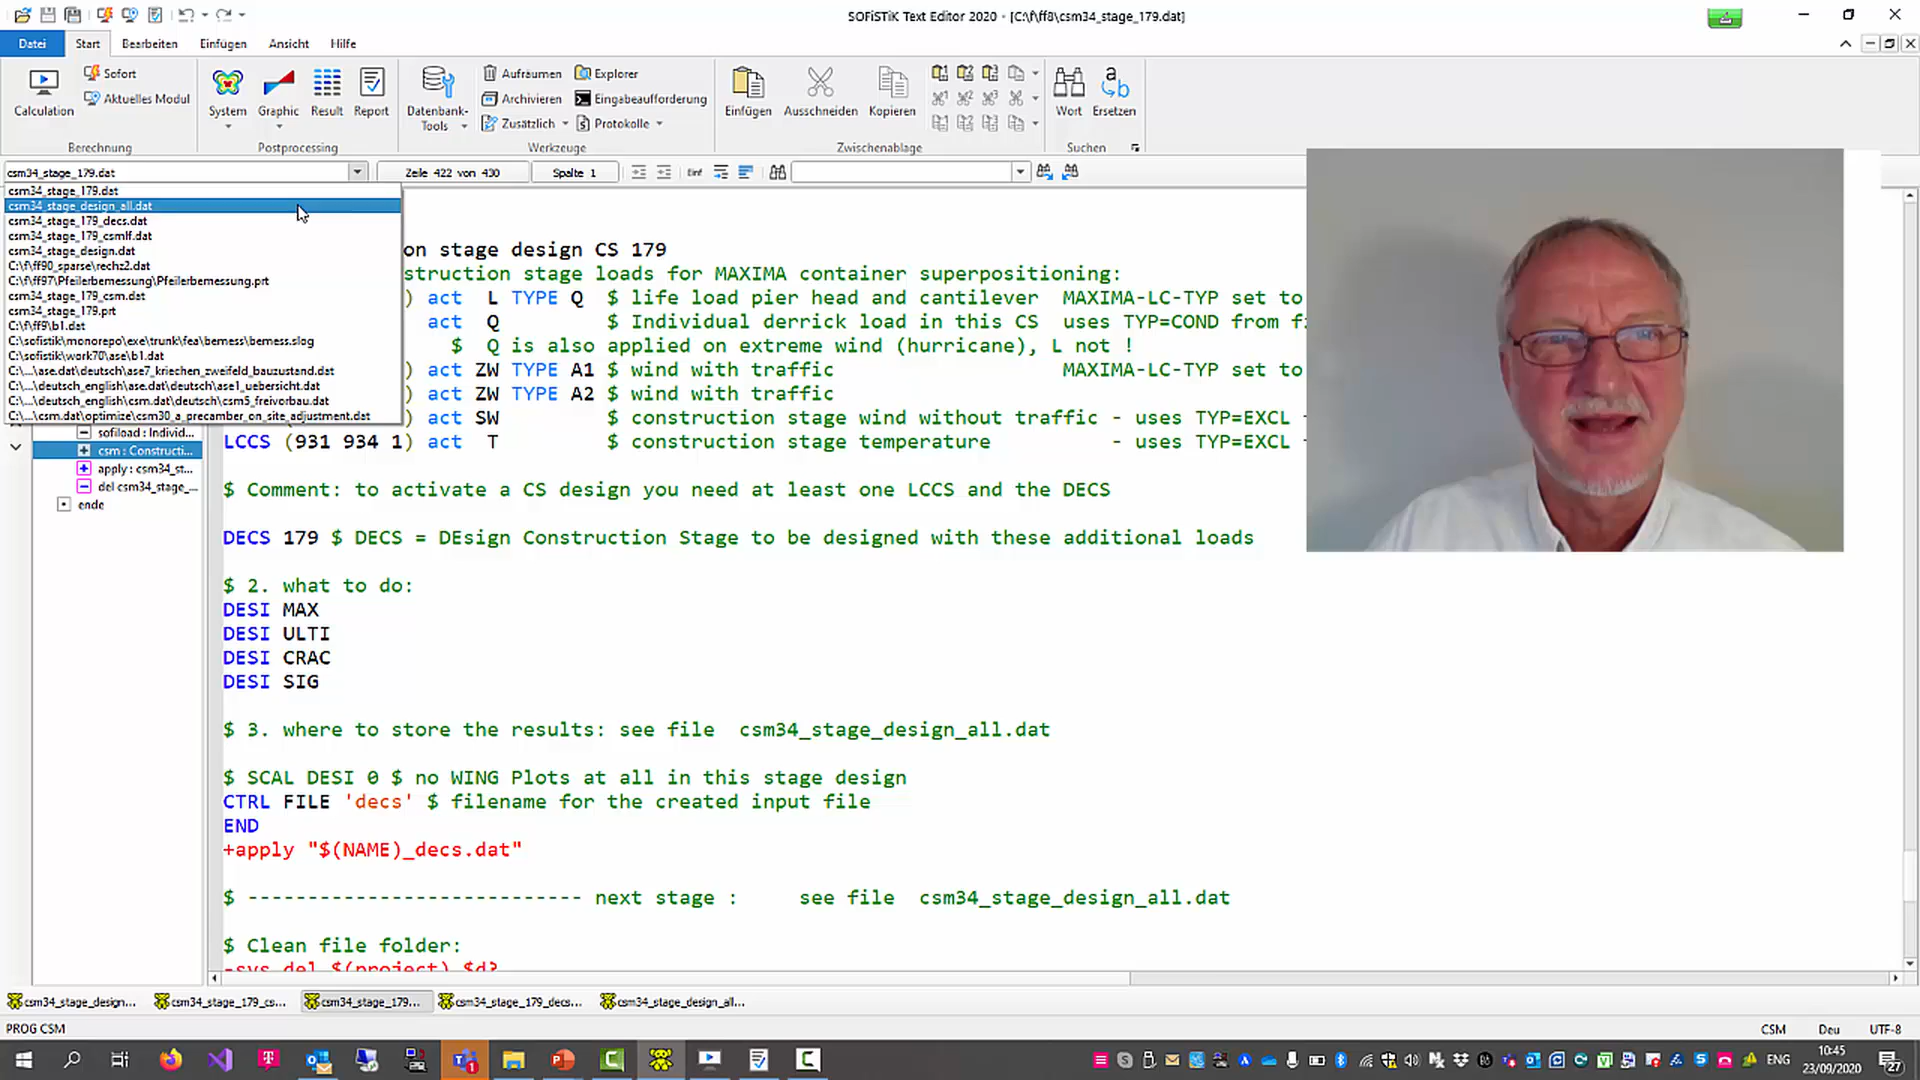 SOFiSTiK Text Editor 2020 - [C:\f\ff8\csm34_stage_179.dat]
Datei Start Bearbeiten Einfügen Ansicht Hilfe
Calculation
Sofort
Aktuelles Modul
Berechnung
System
Graphic
Result
Report
Postprocessing
Datenbank-Tools
Aufräumen
Archivieren
Zusätzlich
Explorer
Eingabeaufforderung
Protokolle
Werkzeuge
Einfügen
Ausschneiden
Kopieren
Zwischenablage
Wort
Ersetzen
Suchen
csm34_stage_179.dat
Zeile 422 von 430
Spalte 1
Einf
csm34_stage_179.dat
csm34_stage_design_all.dat
csm34_stage_179_decs.dat
csm34_stage_179_csmlf.dat
csm34_stage_design.dat
C:\f\ff90_sparse\rechz2.dat
C:\f\ff97\Pfeilerbemessung\Pfeilerbemessung.prt
csm34_stage_179_csm.dat
csm34_stage_179.prt
C:\f\ff9\b1.dat
C:\sofistik\monorepo\exe\trunk\fea\bemess\bemess.slog
C:\sofistik\work70\ase\b1.dat
C:\...\ase.dat\deutsch\ase7_kriechen_zweifeld_bauzustand.dat
C:\...\deutsch_english\ase.dat\deutsch\ase1_uebersicht.dat
C:\...\deutsch_english\csm.dat\deutsch\csm5_freivorbau.dat
C:\...\csm.dat\optimize\csm30_a_precamber_on_site_adjustment.dat
sofiload : Individ...
csm : Constructi...
apply : csm34_st...
del csm34_stage_...
ende
on stage design CS 179
struction stage loads for MAXIMA container superpositioning:
) act L TYPE Q $ life load pier head and cantilever MAXIMA-LC-TYP set to
act Q $ Individual derrick load in this CS uses TYP=COND from f
$ Q is also applied on extreme wind (hurricane), L not !
) act ZW TYPE A1 $ wind with traffic MAXIMA-LC-TYP set to
) act ZW TYPE A2 $ wind with traffic
) act SW $ construction stage wind without traffic - uses TYP=EXCL
LCCS (931 934 1) act T $ construction stage temperature - uses TYP=EXCL
$ Comment: to activate a CS design you need at least one LCCS and the DECS
DECS 179 $ DECS = DEsign Construction Stage to be designed with these additional loads
$ 2. what to do:
DESI MAX
DESI ULTI
DESI CRAC
DESI SIG
$ 3. where to store the results: see file csm34_stage_design_all.dat
$ SCAL DESI 0 $ no WING Plots at all in this stage design
CTRL FILE 'decs' $ filename for the created input file
END
+apply "$(NAME)_decs.dat"
$ ---------------------------- next stage : see file csm34_stage_design_all.dat
$ Clean file folder:
-sys del $(project).$d?
csm34_stage_design... csm34_stage_179_cs... csm34_stage_179... csm34_stage_179_decs... csm34_stage_design_all...
PROG CSM
CSM Deu UTF-8
ENG
10:45
23/09/2020
27